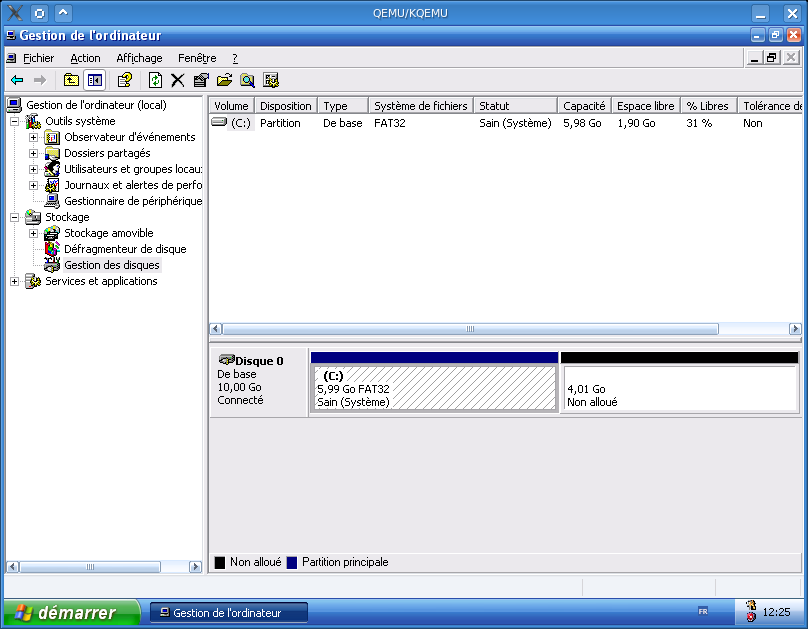 QEMU/KQEMU
Gestion de l'ordinateur
Fichier Action Affichage Fenêtre ?
Gestion de l'ordinateur (local)
Outils système
Observateur d'événements
Dossiers partagés
Utilisateurs et groupes locau
Journaux et alertes de perfo
Gestionnaire de périphérique
Stockage
Stockage amovible
Défragmenteur de disque
Gestion des disques
Services et applications
Volume Disposition Type Système de fichiers Statut Capacité Espace libre % Libres Tolérance de
(C:) Partition De base FAT32 Sain (Système) 5,98 Go 1,90 Go 31 % Non
Disque 0
De base
10,00 Go
Connecté
(C:)
5,99 Go FAT32
Sain (Système)
4,01 Go
Non alloué
Non alloué Partition principale
démarrer Gestion de l'ordinateur FR 12:25